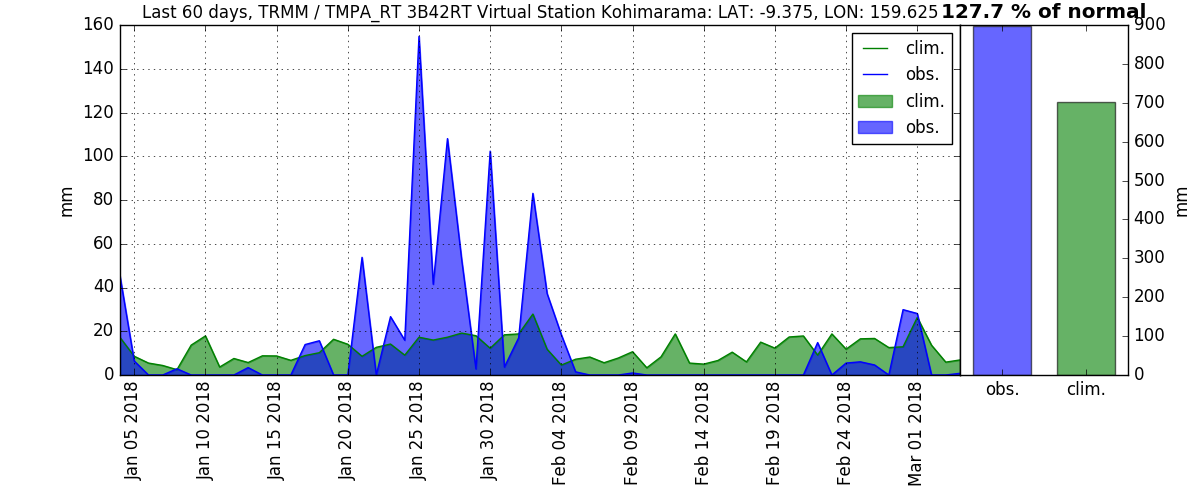 Last 60 days, TRMM / TMPA_RT 3B42RT Virtual Station Kohimarama: LAT: -9.375, LON: 159.625 127.7 % of normal
160
140
120
100
80
60
40
20
0
mm
clim.
obs.
clim.
obs.
Jan 05 2018
Jan 10 2018
Jan 15 2018
Jan 20 2018
Jan 25 2018
Jan 30 2018
Feb 04 2018
Feb 09 2018
Feb 14 2018
Feb 19 2018
Feb 24 2018
Mar 01 2018
900
800
700
600
500
400
300
200
100
0
mm
obs.
clim.